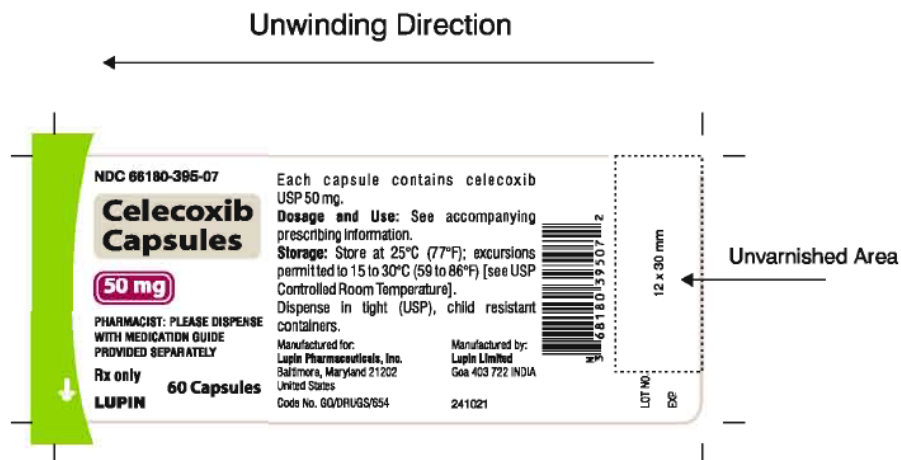 Unwinding Direction
NDC 66180-395-07
Celecoxib
Capsules
50 mg
PHARMACIST: PLEASE DISPENSE
WITH MEDICATION GUIDE
PROVIDED SEPARATELY
Rx only
60 Capsules
LUPIN
Each capsule contains celecoxib
USP 50 mg.
Dosage and Use: See accompanying
prescribing information.
Storage: Store at 25°C (77°F); excursions
permitted to 15 to 30°C (59 to 86°F) [see USP
Controlled Room Temperature].
Dispense in tight (USP), child resistant
containers.
Manufactured for:
Lupin Pharmaceuticals, Inc.
Baltimore, Maryland 21202
United States
Code No. GO/DRUGS/654
Manufactured by:
Lupin Limited
Goa 403 722 INDIA
241021
N
3 68180 39507 2
12 x 30 mm
LOT NO.
EXP.
Unvarnished Area